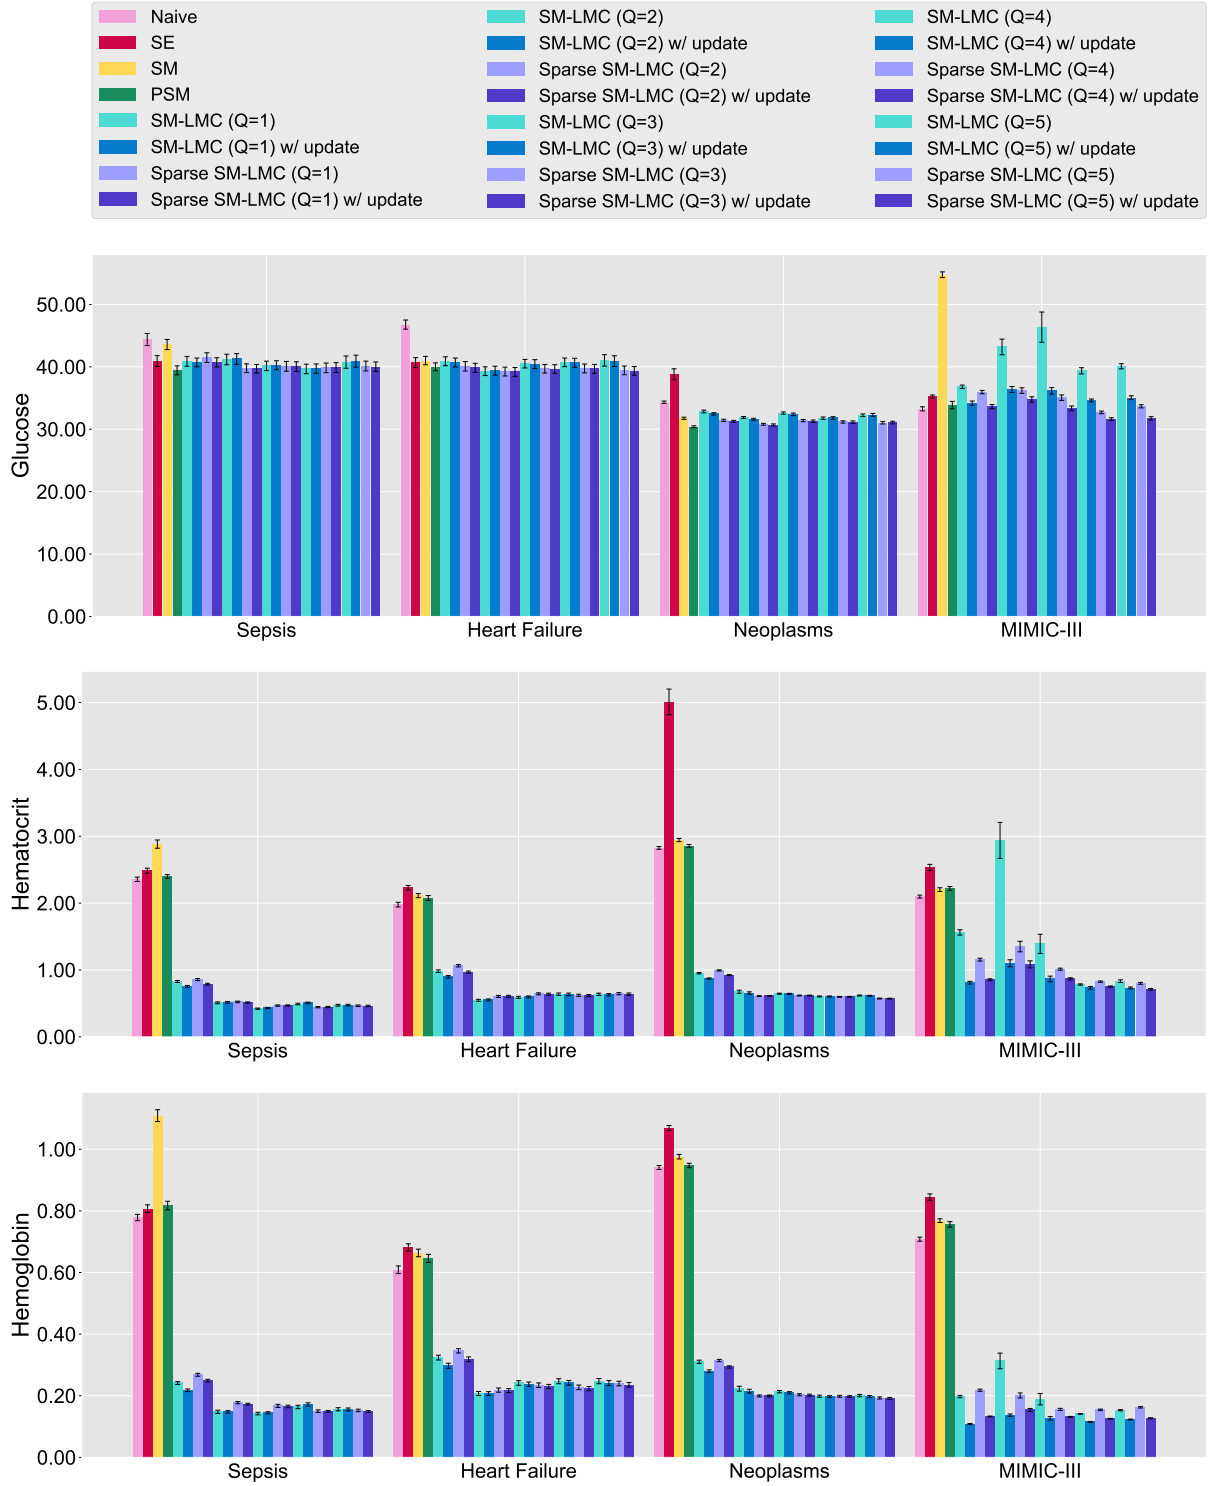 Naive
SE
SM
PSM
SM-LMC (Q=1)
SM-LMC (Q=1) w/ update
Sparse SM-LMC (Q=1)
Sparse SM-LMC (Q=1) w/ update
SM-LMC (Q=2)
SM-LMC (Q=2) w/ update
Sparse SM-LMC (Q=2)
Sparse SM-LMC (Q=2) w/ update
SM-LMC (Q=3)
SM-LMC (Q=3) w/ update
Sparse SM-LMC (Q=3)
Sparse SM-LMC (Q=3) w/ update
SM-LMC (Q=4)
SM-LMC (Q=4) w/ update
Sparse SM-LMC (Q=4)
Sparse SM-LMC (Q=4) w/ update
SM-LMC (Q=5)
SM-LMC (Q=5) w/ update
Sparse SM-LMC (Q=5)
Sparse SM-LMC (Q=5) w/ update
Glucose
50.00
40.00
30.00
20.00
10.00
0.00
Sepsis
Heart Failure
Neoplasms
MIMIC-III
Hematocrit
5.00
4.00
3.00
2.00
1.00
0.00
Sepsis
Heart Failure
Neoplasms
MIMIC-III
Hemoglobin
1.00
0.80
0.60
0.40
0.20
0.00
Sepsis
Heart Failure
Neoplasms
MIMIC-III